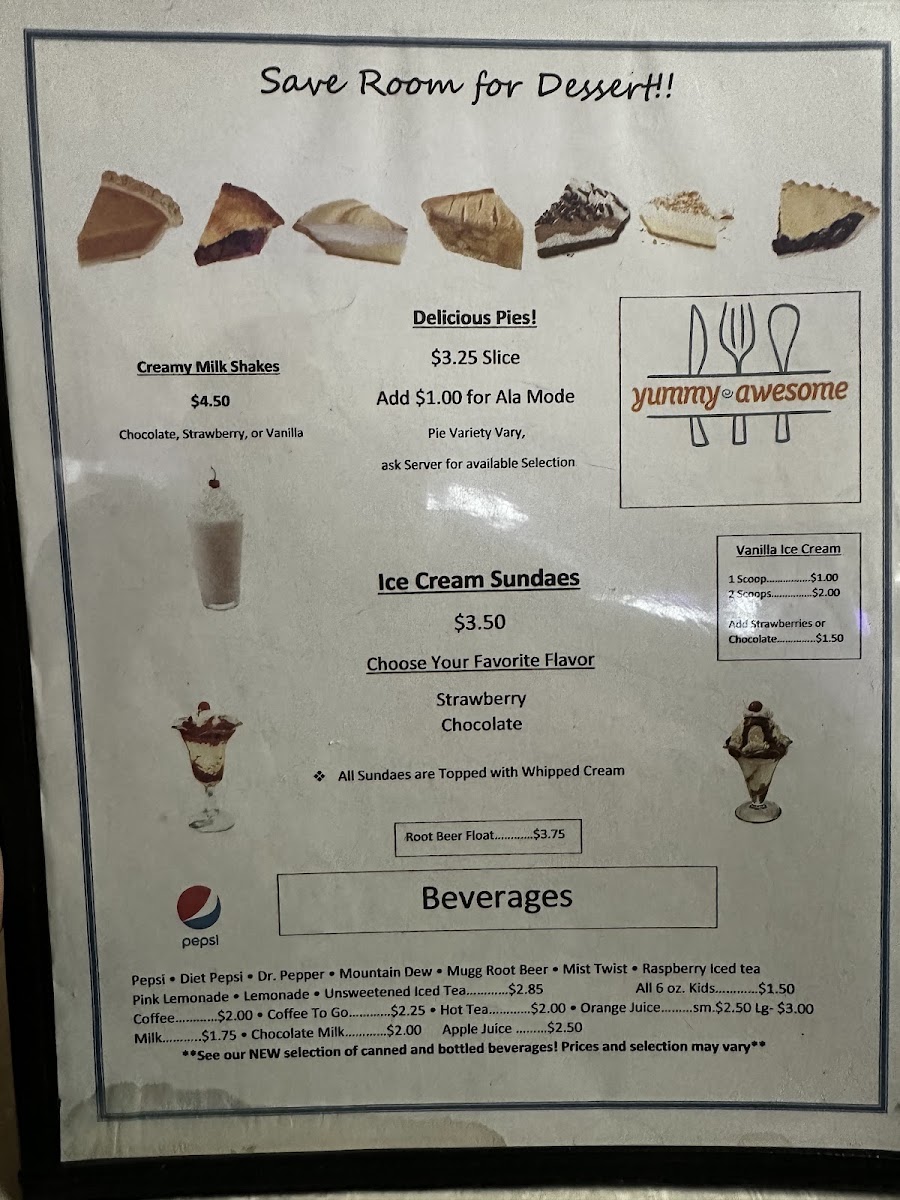 Save Room for Dessert!!
Delicious Pies!
$3.25 Slice
Add $1.00 for Ala Mode
Pie Variety Vary,
ask Server for available Selection
Creamy Milk Shakes
$4.50
Chocolate, Strawberry, or Vanilla
yummy awesome
Ice Cream Sundaes
$3.50
Choose Your Favorite Flavor
Strawberry
Chocolate
❖ All Sundaes are Topped with Whipped Cream
Vanilla Ice Cream
1 Scoop................$1.00
2 Scoops...............$2.00
Add Strawberries or
Chocolate..............$1.50
Root Beer Float............$3.75
Beverages
pepsi
Pepsi • Diet Pepsi • Dr. Pepper • Mountain Dew • Mugg Root Beer • Mist Twist • Raspberry Iced tea
Pink Lemonade • Lemonade • Unsweetened Iced Tea............$2.85 All 6 oz. Kids............$1.50
Coffee............$2.00 • Coffee To Go............$2.25 • Hot Tea............$2.00 • Orange Juice.........sm.$2.50 Lg- $3.00
Milk............$1.75 • Chocolate Milk............$2.00 Apple Juice .........$2.50
**See our NEW selection of canned and bottled beverages! Prices and selection may vary**